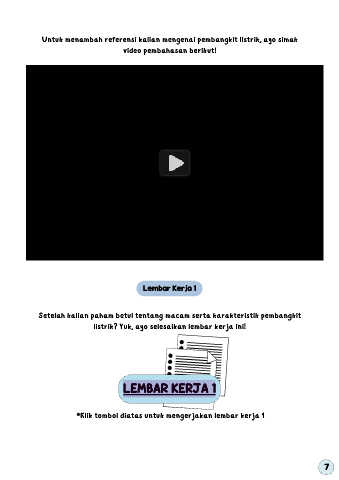 Untuk menambah referensi kalian mengenai pembangkit listrik, ayo simak
video pembahasan berikut!
Lembar Kerja 1
Setelah kalian paham betul tentang macam serta karakteristik pembangkit
listrik? Yuk, ayo selesaikan lembar kerja ini!
LEMBAR KERJA 1
*Klik tombol diatas untuk mengerjakan lembar kerja 1
7